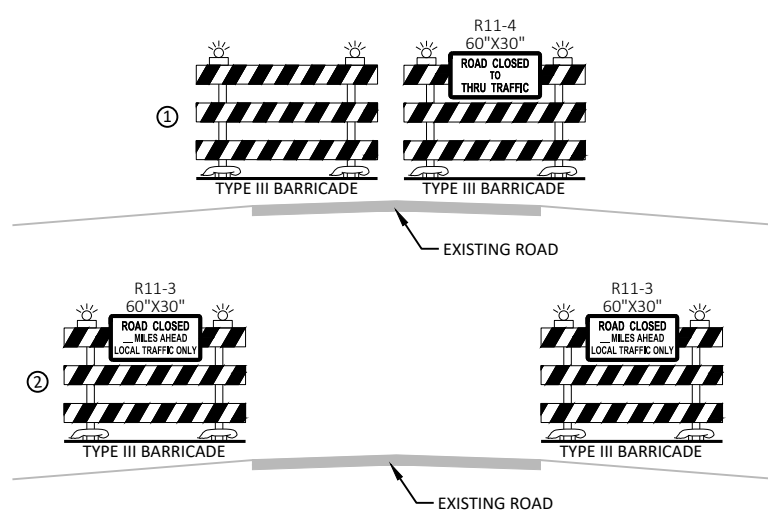 R11-4
60"X30"
ROAD CLOSED
TO
THRU TRAFFIC
①
TYPE III BARRICADE
TYPE III BARRICADE
EXISTING ROAD
R11-3
60"X30"
ROAD CLOSED
__ MILES AHEAD
LOCAL TRAFFIC ONLY
R11-3
60"X30"
ROAD CLOSED
__ MILES AHEAD
LOCAL TRAFFIC ONLY
②
TYPE III BARRICADE
TYPE III BARRICADE
EXISTING ROAD